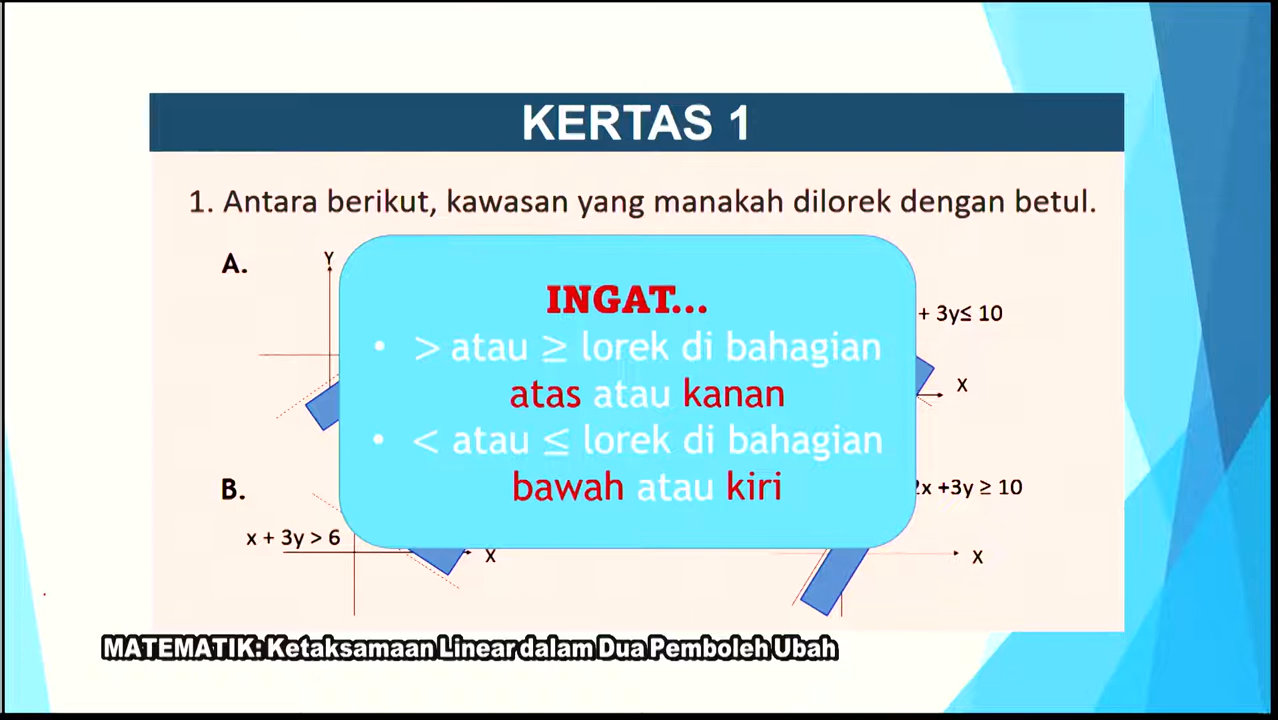 KERTAS 1
1. Antara berikut, kawasan yang manakah dilorek dengan betul.
A.
Y
INGAT...
• > atau ≥ lorek di bahagian
atas atau kanan
• < atau ≤ lorek di bahagian
bawah atau kiri
+ 3y≤ 10
X
B.
x + 3y > 6
X
2x +3y ≥ 10
X
MATEMATIK: Ketaksamaan Linear dalam Dua Pemboleh Ubah